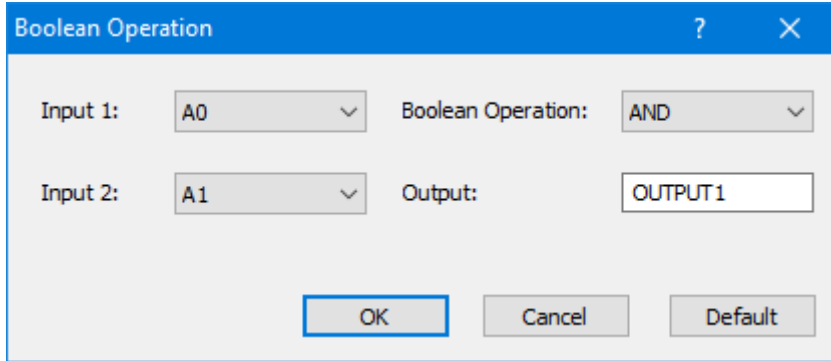 Boolean Operation ?
Input 1: A0 Boolean Operation: AND
Input 2: A1 Output: OUTPUT1
OK Cancel Default